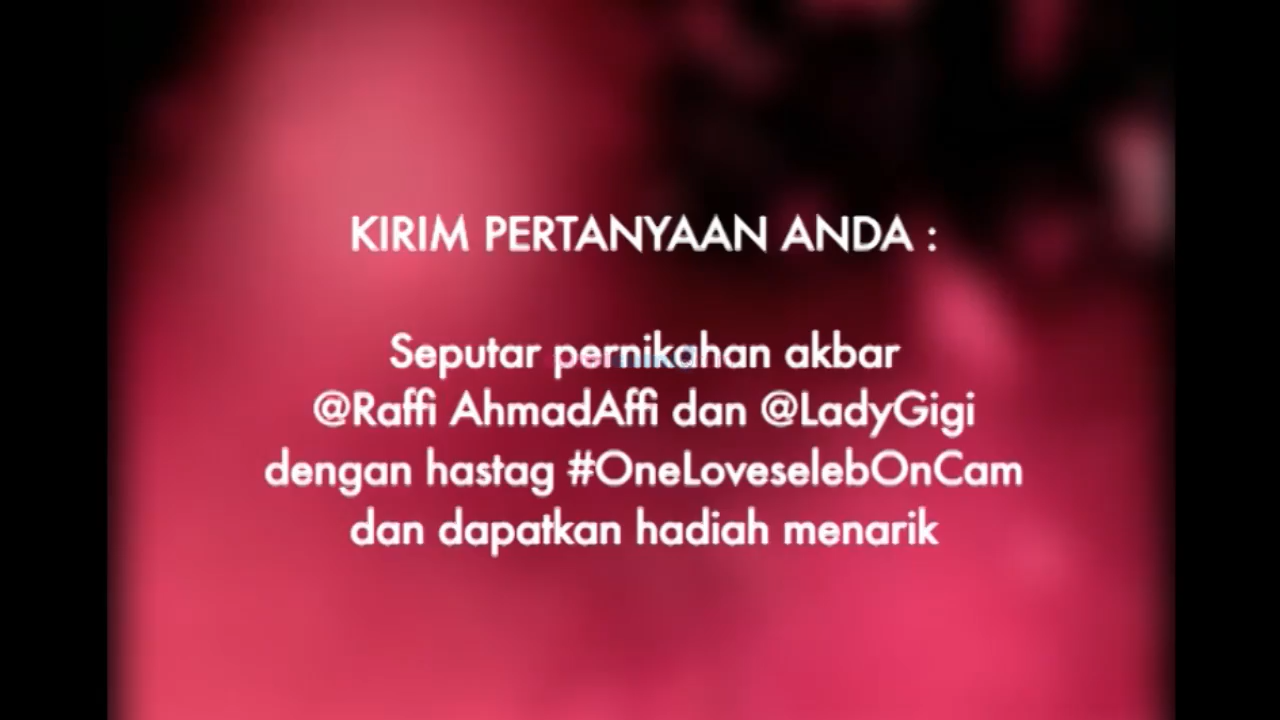 KIRIM PERTANYAAN ANDA :
Seputar pernikahan akbar
@Raffi AhmadAffi dan @LadyGigi
dengan hastag #OneLoveselebOnCam
dan dapatkan hadiah menarik